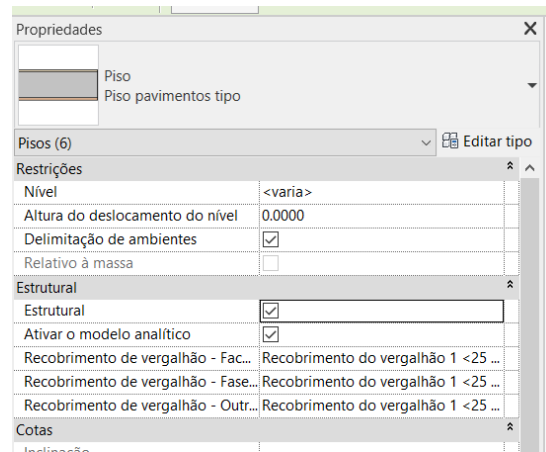 Propriedades
Piso
Piso pavimentos tipo
Pisos (6) Editar tipo
Restrições
Nível <varia>
Altura do deslocamento do nível 0.0000
Delimitação de ambientes
Relativo à massa
Estrutural
Estrutural
Ativar o modelo analítico
Recobrimento de vergalhão - Fac... Recobrimento do vergalhão 1 <25 ...
Recobrimento de vergalhão - Fase... Recobrimento do vergalhão 1 <25 ...
Recobrimento de vergalhão - Outr... Recobrimento do vergalhão 1 <25 ...
Cotas
Inclinação